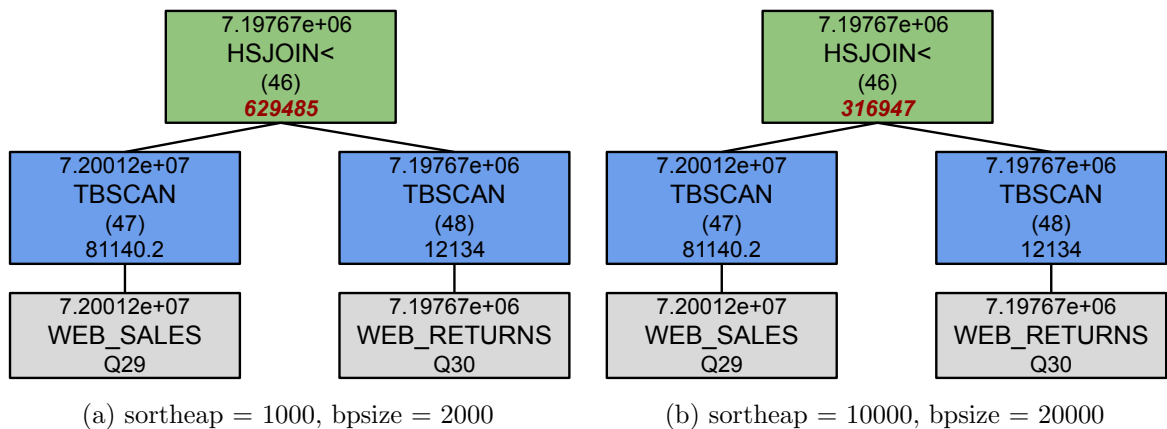 7.19767e+06
HSJOIN<
(46)
629485
7.20012e+07
TBSCAN
(47)
81140.2
7.19767e+06
TBSCAN
(48)
12134
7.20012e+07
WEB_SALES
Q29
7.19767e+06
WEB_RETURNS
Q30
(a) sortheap = 1000, bpsize = 2000
7.19767e+06
HSJOIN<
(46)
316947
7.20012e+07
TBSCAN
(47)
81140.2
7.19767e+06
TBSCAN
(48)
12134
7.20012e+07
WEB_SALES
Q29
7.19767e+06
WEB_RETURNS
Q30
(b) sortheap = 10000, bpsize = 20000